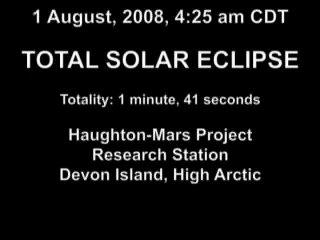 1 August, 2008, 4:25 am CDT
TOTAL SOLAR ECLIPSE
Totality: 1 minute, 41 seconds
Haughton-Mars Project
Research Station
Devon Island, High Arctic